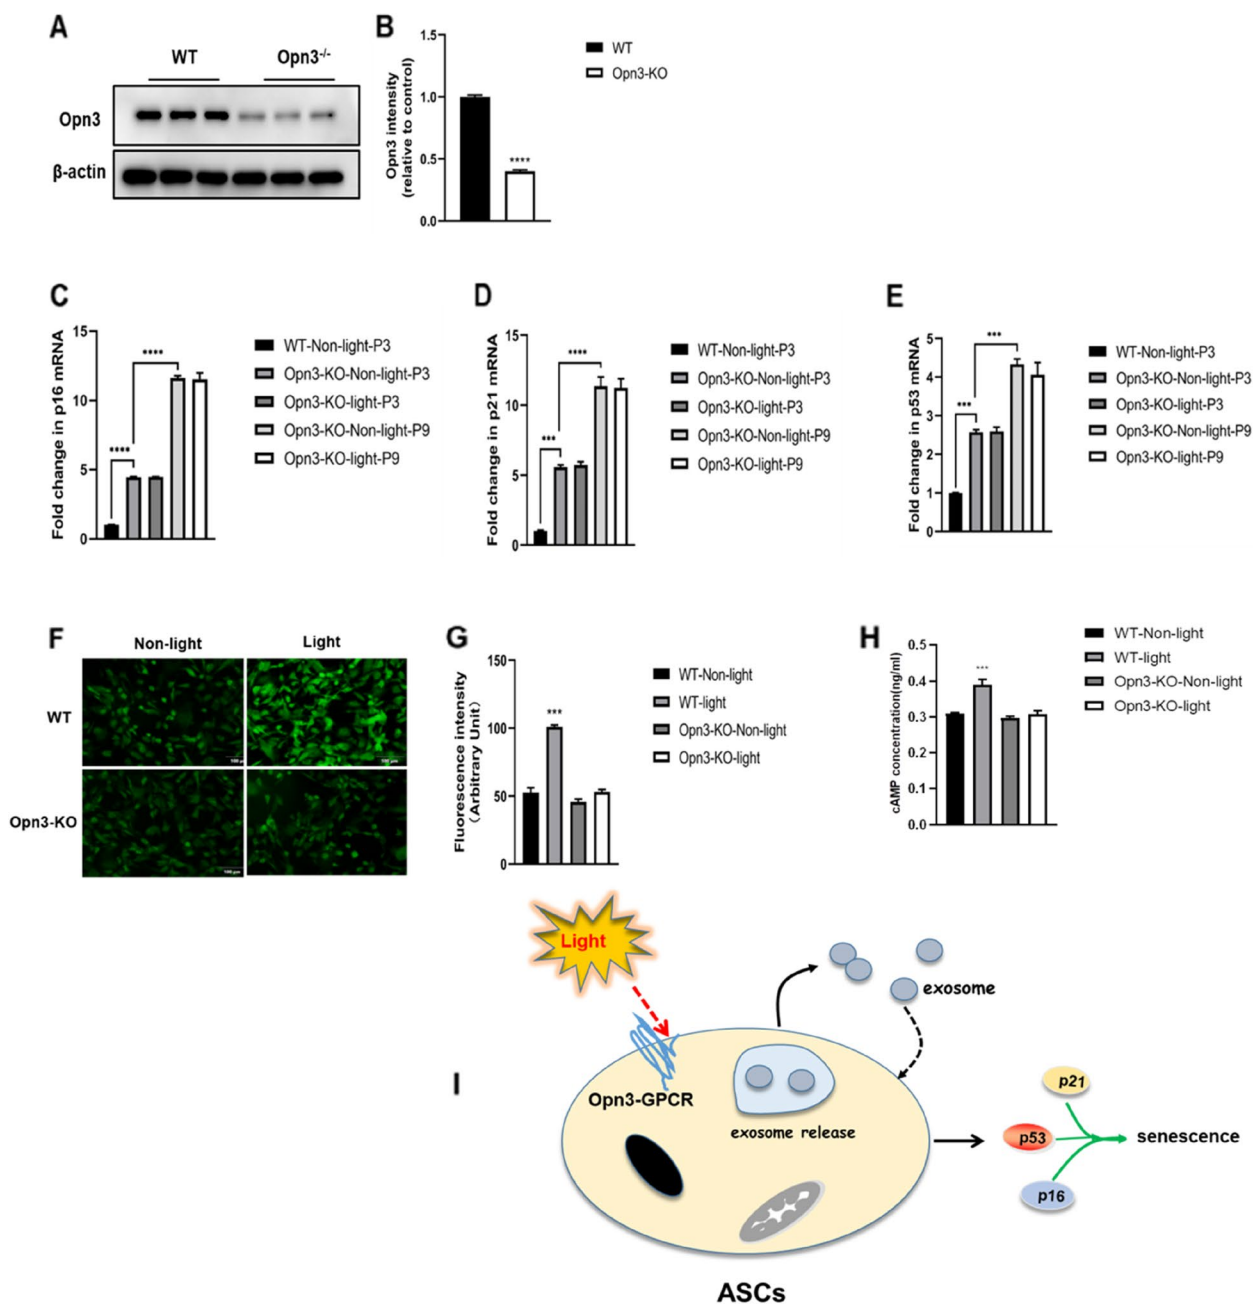 A
WT
Opn3-/-
Opn3
β-actin
B
Opn3 intensity
(relative to control)
1.5
1.0
0.5
0.0
****
WT
Opn3-KO
C
Fold change in p16 mRNA
15
10
5
0
****
****
WT-Non-light-P3
Opn3-KO-Non-light-P3
Opn3-KO-light-P3
Opn3-KO-Non-light-P9
Opn3-KO-light-P9
D
Fold change in p21 mRNA
15
10
5
0
***
****
WT-Non-light-P3
Opn3-KO-Non-light-P3
Opn3-KO-light-P3
Opn3-KO-Non-light-P9
Opn3-KO-light-P9
E
Fold change in p53 mRNA
5
4
3
2
1
0
***
***
WT-Non-light-P3
Opn3-KO-Non-light-P3
Opn3-KO-light-P3
Opn3-KO-Non-light-P9
Opn3-KO-light-P9
F
Non-light
Light
WT
Opn3-KO
100 μm
G
Fluorescence intensity
(Arbitrary Unit)
150
100
50
0
***
WT-Non-light
WT-light
Opn3-KO-Non-light
Opn3-KO-light
H
cAMP concentration(ng/ml)
0.5
0.4
0.3
0.2
0.1
0.0
***
WT-Non-light
WT-light
Opn3-KO-Non-light
Opn3-KO-light
I
Light
exosome
Opn3-GPCR
exosome release
p21
p53
p16
senescence
ASCs